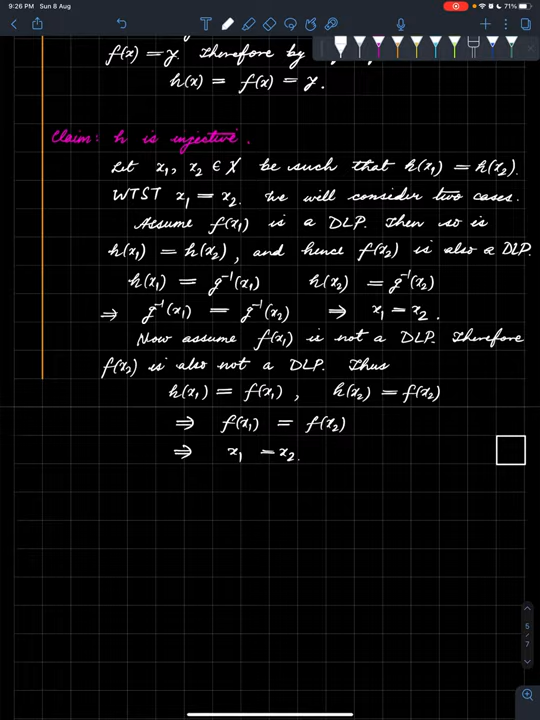 9:26 PM Sun 8 Aug 71%
f(x) = y. Therefore by
h(x) = f(x) = y.
Claim: h is injective.
Let x₁, x₂ ∈ X be such that h(x₁) = h(x₂).
WTST x₁ = x₂. We will consider two cases.
Assume f(x₁) is a DLP. Then so is
h(x₁) = h(x₂), and hence f(x₂) is also a DLP.
h(x₁) = g⁻¹(x₁) h(x₂) = g⁻¹(x₂)
⇒ g⁻¹(x₁) = g⁻¹(x₂) ⇒ x₁ = x₂.
Now assume f(x₁) is not a DLP. Therefore
f(x₂) is also not a DLP. Thus
h(x₁) = f(x₁), h(x₂) = f(x₂)
⇒ f(x₁) = f(x₂)
⇒ x₁ = x₂.
5
/
7